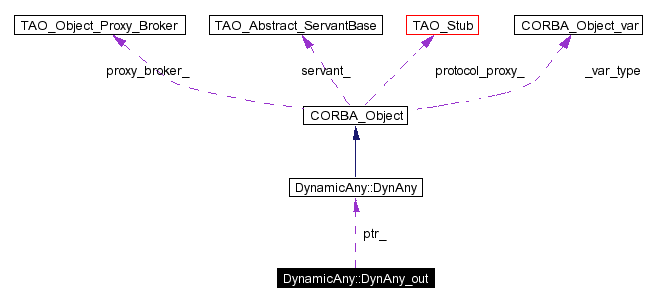 TAO_Object_Proxy_Broker TAO_Abstract_ServantBase TAO_Stub CORBA_Object_var
proxy_broker_ servant_ protocol_proxy_ _var_type
CORBA_Object
DynamicAny::DynAny
ptr_
DynamicAny::DynAny_out